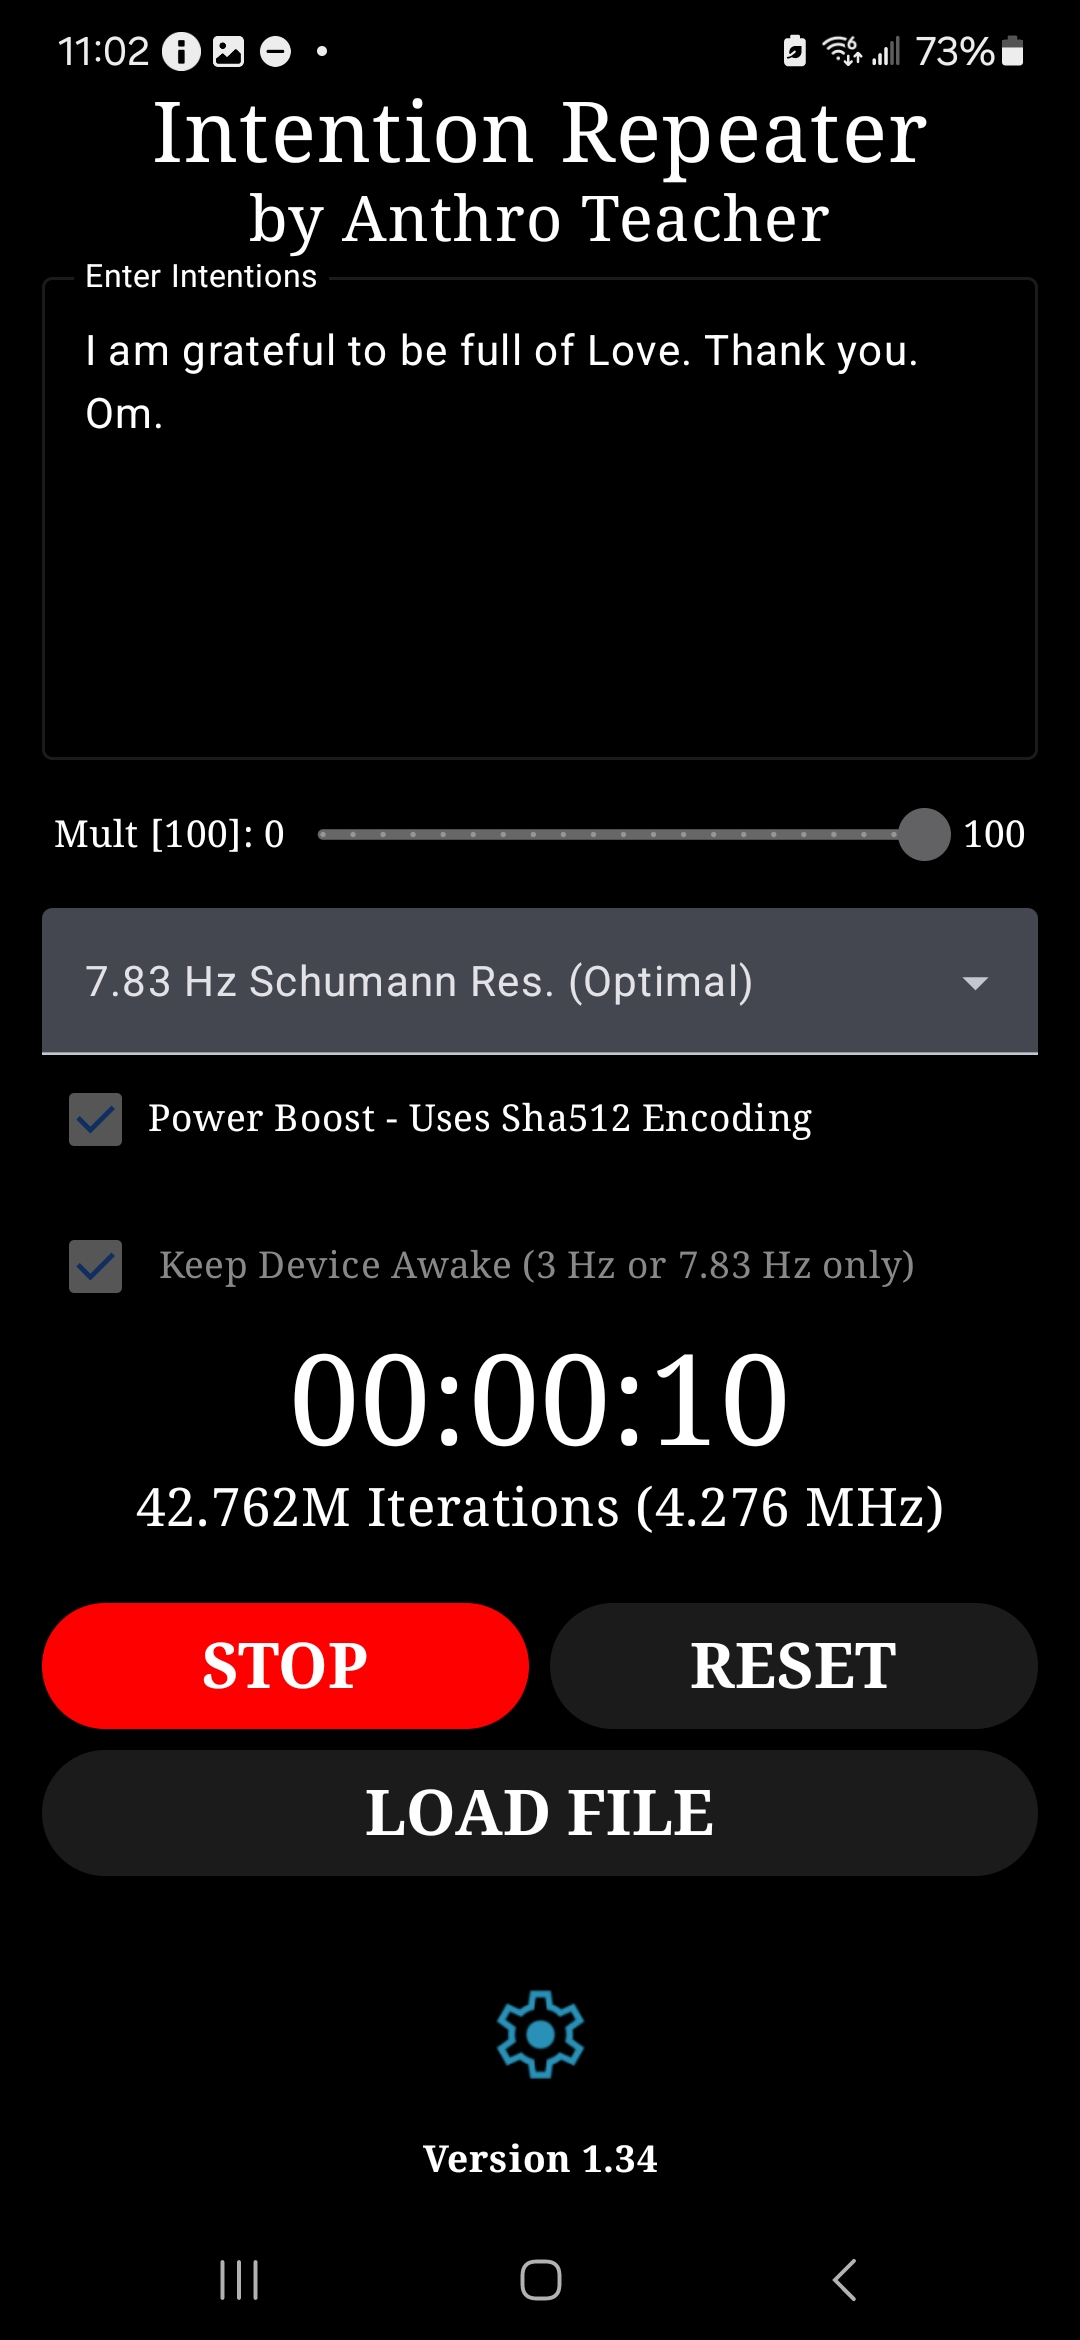 11:02
73%
Intention Repeater
by Anthro Teacher
Enter Intentions
I am grateful to be full of Love. Thank you.
Om.
Mult [100]: 0 100
7.83 Hz Schumann Res. (Optimal)
Power Boost - Uses Sha512 Encoding
Keep Device Awake (3 Hz or 7.83 Hz only)
00:00:10
42.762M Iterations (4.276 MHz)
STOP
RESET
LOAD FILE
Version 1.34